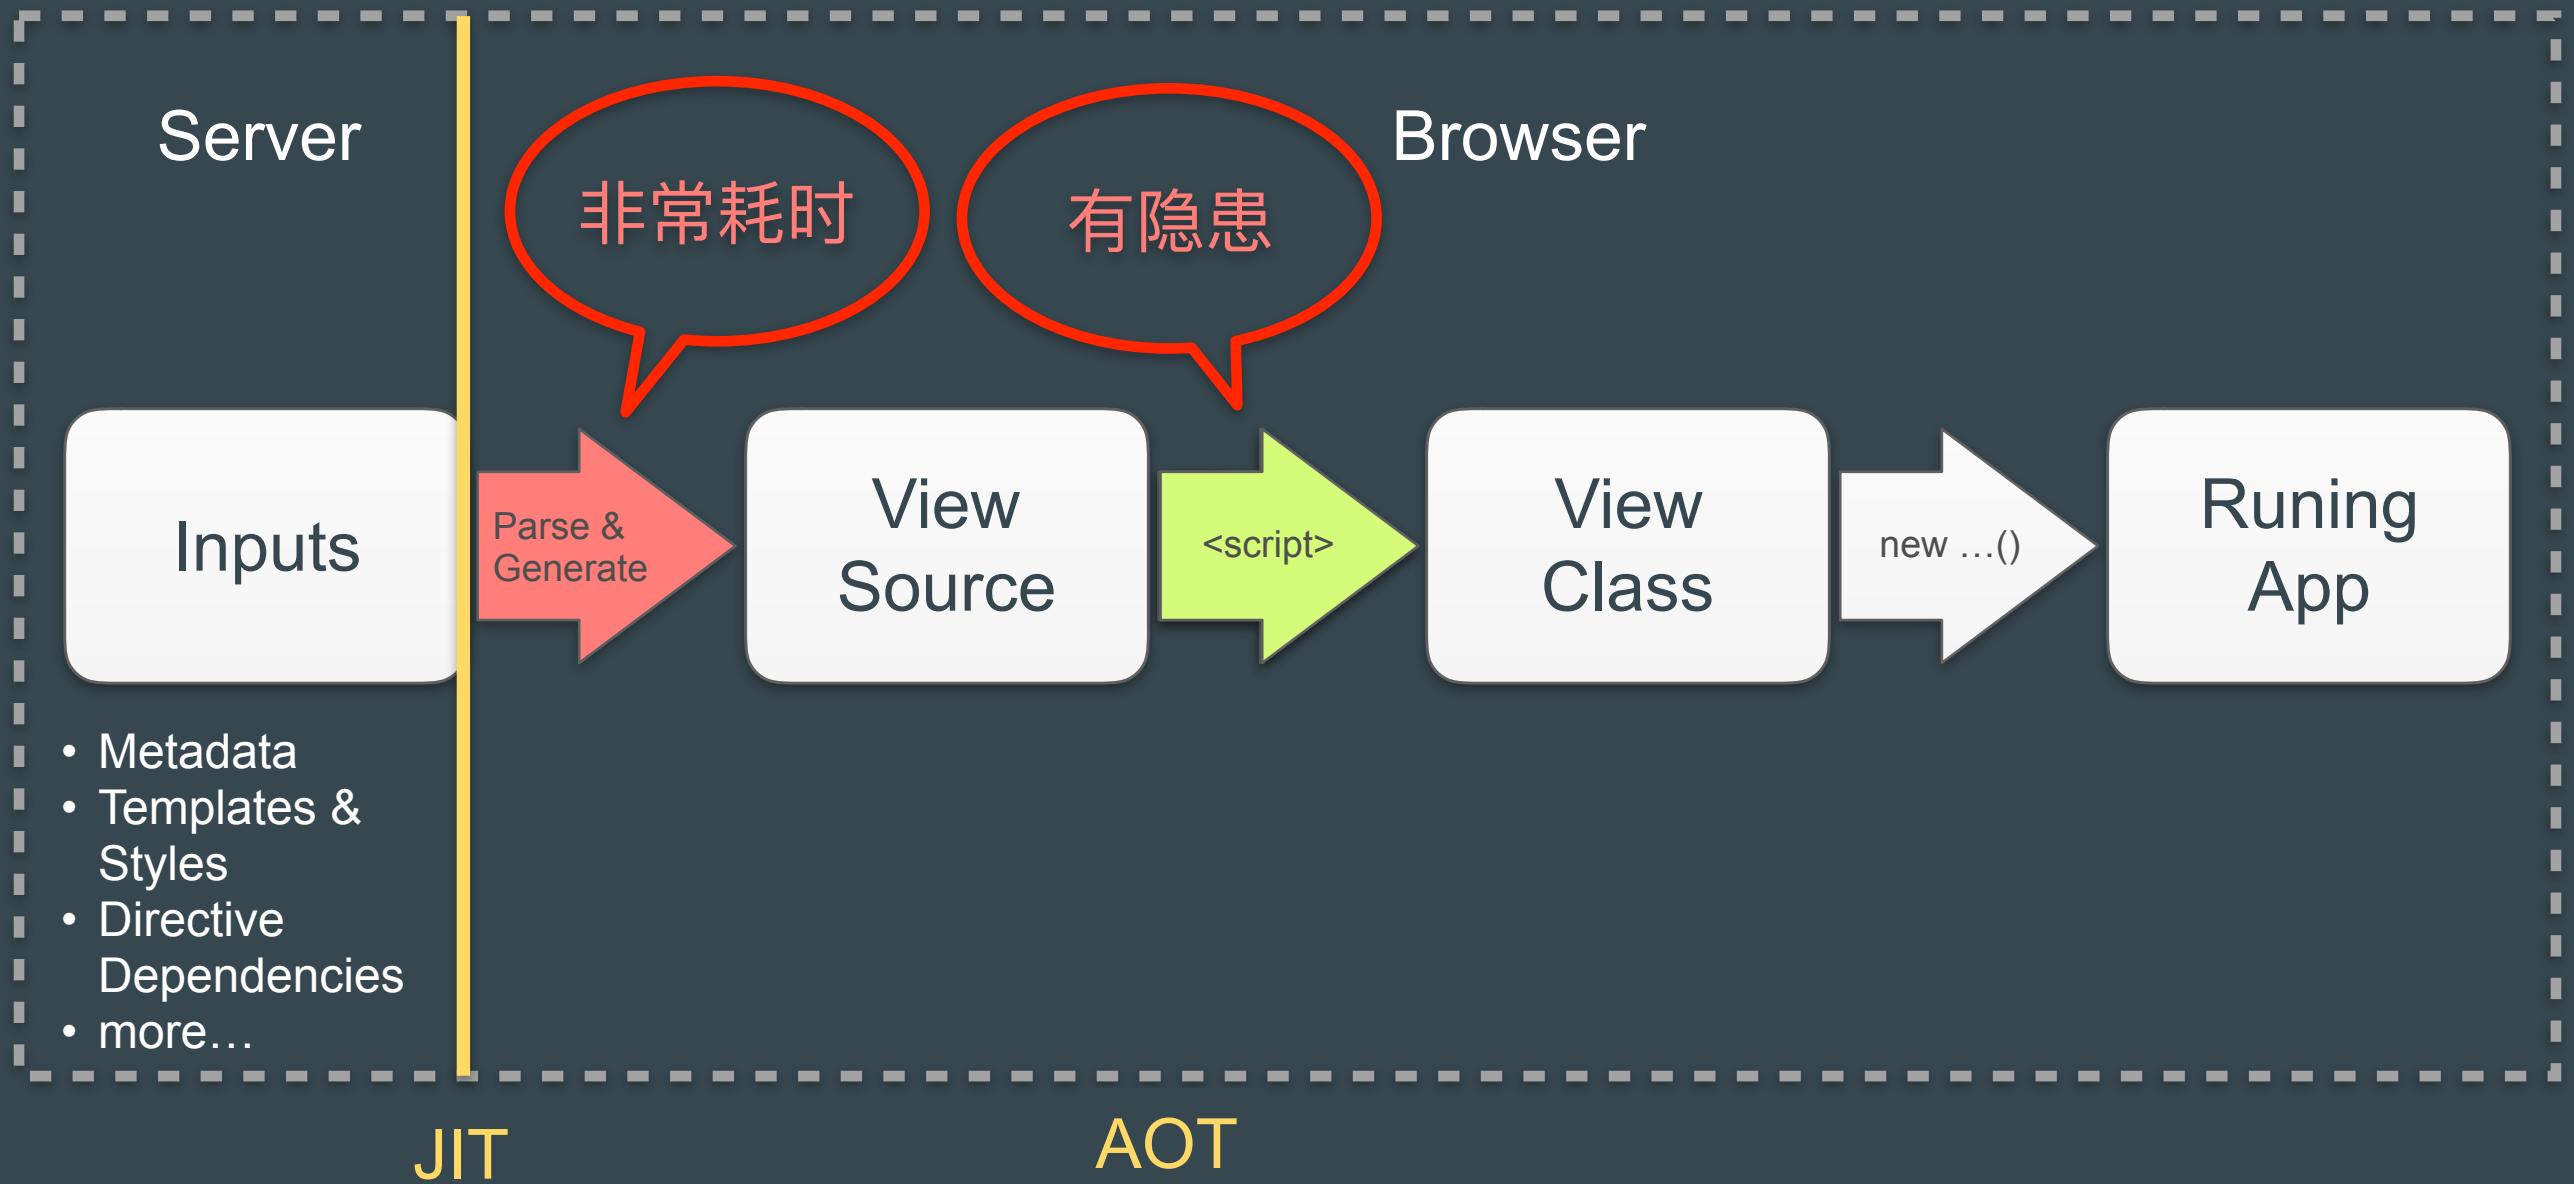 Server
Browser
非常耗时
有隐患
Inputs
Parse &
Generate
View
Source
<script>
View
Class
new …()
Runing
App
• Metadata
• Templates &
Styles
• Directive
Dependencies
• more…
JIT
AOT